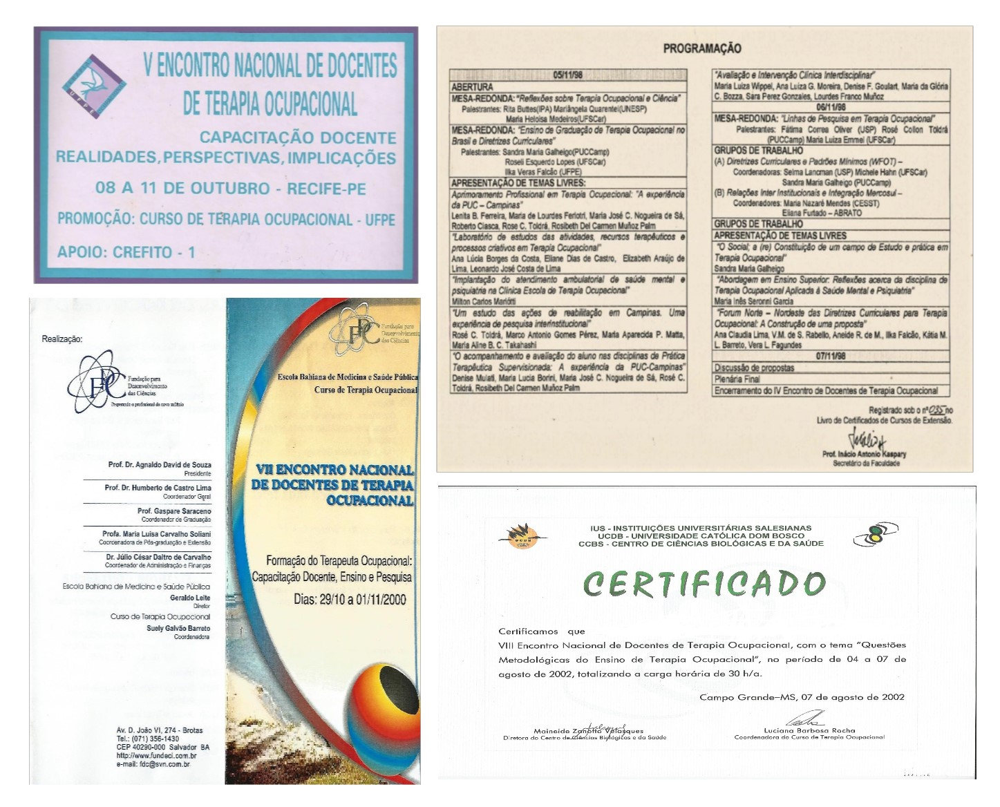 V ENCONTRO NACIONAL DE DOCENTES
DE TERAPIA OCUPACIONAL
UFPE
CAPACITAÇÃO DOCENTE
REALIDADES, PERSPECTIVAS, IMPLICAÇÕES
08 A 11 DE OUTUBRO - RECIFE-PE
PROMOÇÃO: CURSO DE TERAPIA OCUPACIONAL - UFPE
APOIO: CREFITO - 1
PROGRAMAÇÃO
05/11/98
ABERTURA
MESA-REDONDA: "Reflexões sobre Terapia Ocupacional e Ciência"
Palestrantes: Rita Buttes(IPA) Mariângela Quarentei(UNESP)
Maria Heloisa Medeiros(UFSCar)
MESA-REDONDA: "Ensino de Graduação de Terapia Ocupacional no
Brasil e Diretrizes Curriculares"
Palestrantes: Sandra Maria Galheigo(PUCCamp)
Roseli Esquerdo Lopes (UFSCar)
Ilka Veras Falcão (UFPE)
APRESENTAÇÃO DE TEMAS LIVRES:
Aprimoramento Profissional em Terapia Ocupacional: "A experiência
da PUC – Campinas"
Lenita B. Ferreira, Maria de Lourdes Feriotri, Maria José C. Nogueira de Sá,
Roberto Ciasca, Rose C. Toldrá, Rosibeth Del Carmen Muñoz Palm
"Laboratório de estudos das atividades, recursos terapêuticos e
processos criativos em Terapia Ocupacional"
Ana Lúcia Borges da Costa, Eliane Dias de Castro, Elizabeth Araújo de
Lima, Leonardo José Costa de Lima
"Implantação do atendimento ambulatorial de saúde mental e
psiquiatria na Clínica Escola de Terapia Ocupacional"
Milton Carlos Mariotti
"Um estudo das ações de reabilitação em Campinas. Uma
experiência de pesquisa interinstitucional"
Rosé C. Toldrá, Marco Antonio Gomes Pérez, Maria Aparecida P. Matta,
Maria Aline B. C. Takahashi
"O acompanhamento e avaliação do aluno nas disciplinas de Prática
Terapêutica Supervisionada: A experiência da PUC-Campinas"
Denise Mulati, Maria Lucia Borini, Maria José C. Nogueira de Sá, Rosé C.
Toldrá, Rosibeth Del Carmen Muñoz Palm
"Avaliação e Intervenção Clínica Interdisciplinar"
Maria Luiza Wippel, Ana Luiza G. Moreira, Denise F. Goulart, Maria da Glória
C. Bozza, Sara Perez Gonzales, Lourdes Franco Muñoz
06/11/98
MESA-REDONDA: "Linhas de Pesquisa em Terapia Ocupacional"
Palestrantes: Fátima Correa Oliver (USP) Rosé Collon Tóldrá
(PUCCamp) Maria Luiza Emmel (UFSCar)
GRUPOS DE TRABALHO
(A) Diretrizes Curriculares e Padrões Mínimos (WFOT) –
Coordenadoras: Selma Lancman (USP) Michele Hahn (UFSCar)
Sandra Maria Galheigo (PUCCamp)
(B) Relações Inter Institucionais e Integração Mercosul –
Coordenadores: Maria Nazaré Mendes (CESST)
Eliana Furtado – ABRATO
GRUPOS DE TRABALHO
APRESENTAÇÃO DE TEMAS LIVRES
"O Social; a (re) Constituição de um campo de Estudo e prática em
Terapia Ocupacional"
Sandra Maria Galheigo
"Abordagem em Ensino Superior: Reflexões acerca da disciplina de
Terapia Ocupacional Aplicada à Saúde Mental e Psiquiatria"
Maria Inês Seronni Garcia
"Forum Norte – Nordeste das Diretrizes Curriculares para Terapia
Ocupacional: A Construção de uma proposta"
Ana Claudia Lima, V.M. de S. Rabello, Aneide R. de M., Ilka Falcão, Kátia M.
L. Barreto, Vera L. Fagundes
07/11/98
Discussão de propostas
Plenária Final
Encerramento do IV Encontro de Docentes de Terapia Ocupacional
Registrado sob o nº 035 no
Livro de Certificados de Cursos de Extensão.
Prof. Inácio Antonio Kaspary
Secretário da Faculdade
Realização:
FDC
Fundação para
Desenvolvimento
das Ciências
Preparando o profissional do novo milênio
Prof. Dr. Agnaldo David de Souza
Presidente
Prof. Dr. Humberto de Castro Lima
Coordenador Geral
Prof. Gaspare Saraceno
Coordenador de Graduação
Profa. Maria Luisa Carvalho Soliani
Coordenadora de Pós-graduação e Extensão
Dr. Júlio César Daltro de Carvalho
Coordenador de Administração e Finanças
Escola Bahiana de Medicina e Saúde Pública
Geraldo Leite
Diretor
Curso de Terapia Ocupacional
Suely Galvão Barreto
Coordenadora
Av. D. João VI, 274 - Brotas
Tel.: (071) 356-1430
CEP 40290-000 Salvador BA
http://www.fundeci.com.br
e-mail: fdc@svn.com.br
FDC
Fundação para
Desenvolvimento
das Ciências
Escola Bahiana de Medicina e Saúde Pública
Curso de Terapia Ocupacional
VII ENCONTRO NACIONAL
DE DOCENTES DE TERAPIA
OCUPACIONAL
Formação do Terapeuta Ocupacional:
Capacitação Docente, Ensino e Pesquisa
Dias: 29/10 a 01/11/2000
IUS - INSTITUIÇÕES UNIVERSITÁRIAS SALESIANAS
UCDB - UNIVERSIDADE CATÓLICA DOM BOSCO
CCBS - CENTRO DE CIÊNCIAS BIOLÓGICAS E DA SAÚDE
UCDB
CERTIFICADO
Certificamos que
VIII Encontro Nacional de Docentes de Terapia Ocupacional, com o tema "Questões
Metodológicas do Ensino de Terapia Ocupacional", no período de 04 a 07 de
agosto de 2002, totalizando a carga horária de 30 h/a.
Campo Grande–MS, 07 de agosto de 2002
Maineide Zanotto Velasques
Diretora do Centro de Ciências Biológicas e da Saúde
Luciana Barbosa Rocha
Coordenadora do Curso de Terapia Ocupacional